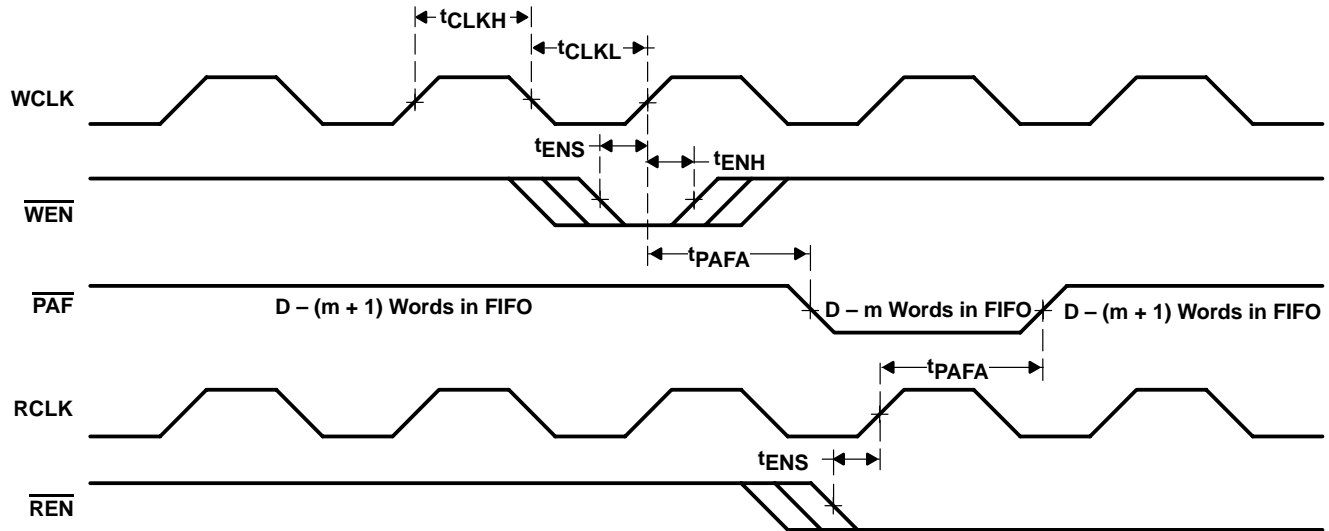 tCLKH
tCLKL
WCLK
tENS
tENH
WEN
tPAFA
PAF
D – (m + 1) Words in FIFO
D – m Words in FIFO
D – (m + 1) Words in FIFO
tPAFA
RCLK
tENS
REN